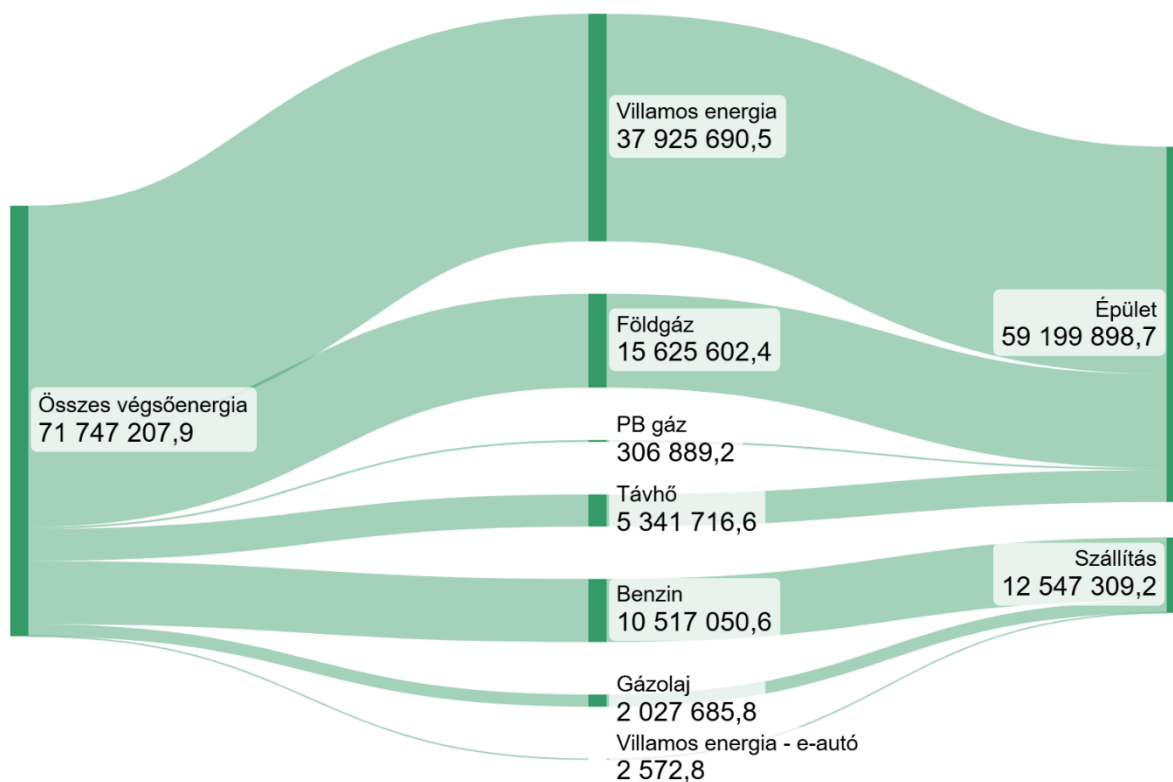 Villamos energia
37 925 690,5
Épület
59 199 898,7
Földgáz
15 625 602,4
Összes végsőenergia
71 747 207,9
PB gáz
306 889,2
Távhő
5 341 716,6
Szállítás
12 547 309,2
Benzin
10 517 050,6
Gázolaj
2 027 685,8
Villamos energia - e-autó
2 572,8